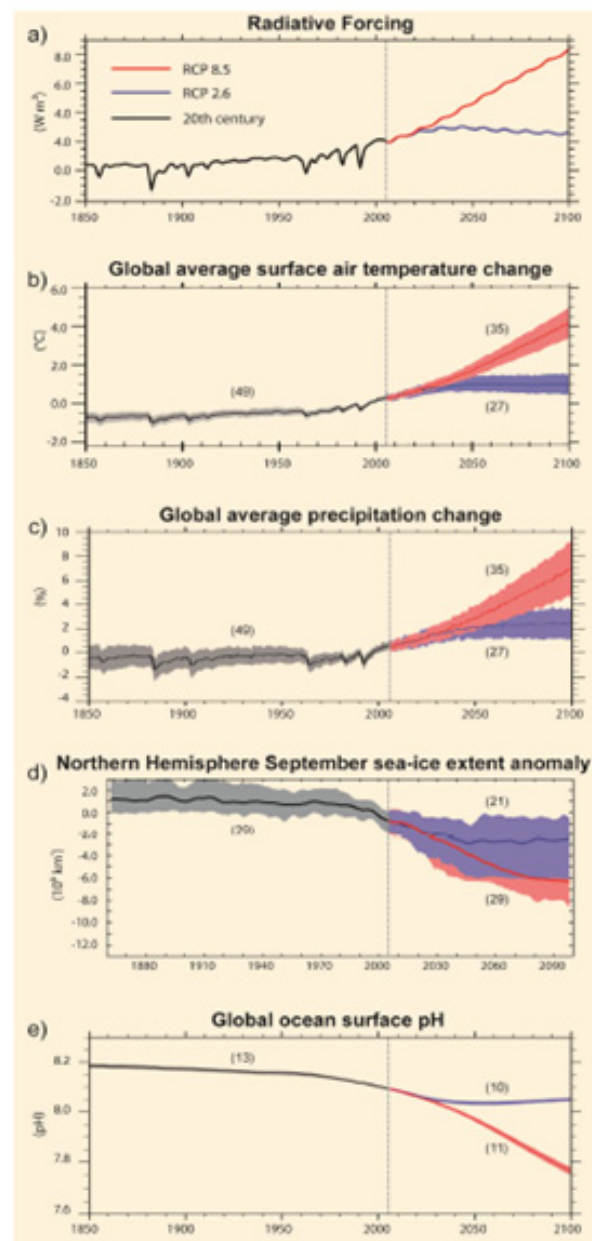 Radiative Forcing
a)
8.0
6.0
4.0
0.0
-2.0
(W m²)
RCP 8.5
RCP 2.6
20th century
1850 1900 1950 2000 2050 2100
Global average surface air temperature change
b)
6.0
4.0
2.0
0.0
-2.0
(°C)
(49)
(35)
(27)
1850 1900 1950 2000 2050 2100
Global average precipitation change
c)
10
8
6
4
2
0
-2
-4
(%)
(49)
(35)
(27)
1850 1900 1950 2000 2050 2100
Northern Hemisphere September sea-ice extent anomaly
d)
2.0
0.0
-4.0
-6.0
-8.0
-10.0
-12.0
(21)
(29)
1880 1910 1940 1970 2000 2030 2060 2090
Global ocean surface pH
e)
8.2
8.0
7.8
7.6
(pH)
(13)
(10)
(11)
1850 1900 1950 2000 2050 2100